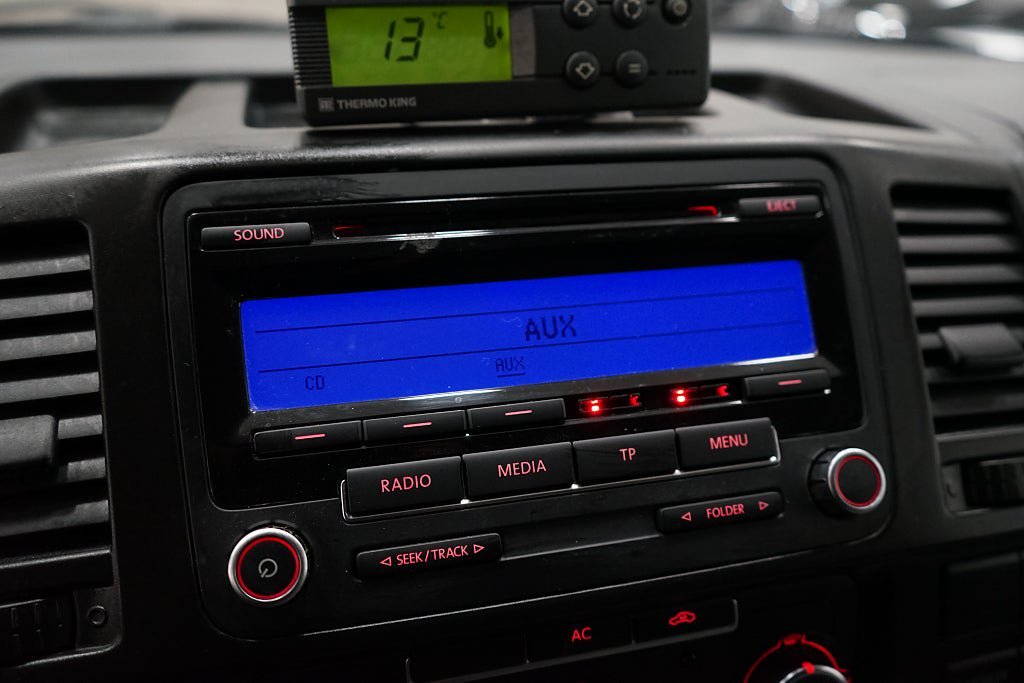 13 °C
THERMO KING
SOUND
EJECT
AUX
CD AUX
RADIO MEDIA TP MENU
SEEK/TRACK FOLDER
AC